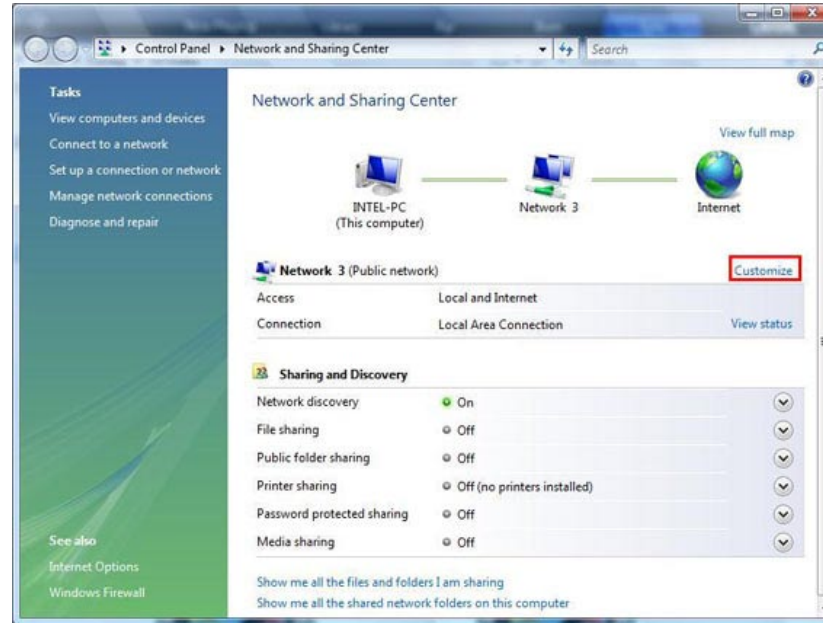 Control Panel
Network and Sharing Center
Search
Tasks
View computers and devices
Connect to a network
Set up a connection or network
Manage network connections
Diagnose and repair
See also
Internet Options
Windows Firewall
Network and Sharing Center
View full map
INTEL-PC
(This computer)
Network 3
Internet
Network 3 (Public network)
Customize
Access Local and Internet
Connection Local Area Connection View status
Sharing and Discovery
Network discovery On
File sharing Off
Public folder sharing Off
Printer sharing Off (no printers installed)
Password protected sharing Off
Media sharing Off
Show me all the files and folders I am sharing
Show me all the shared network folders on this computer